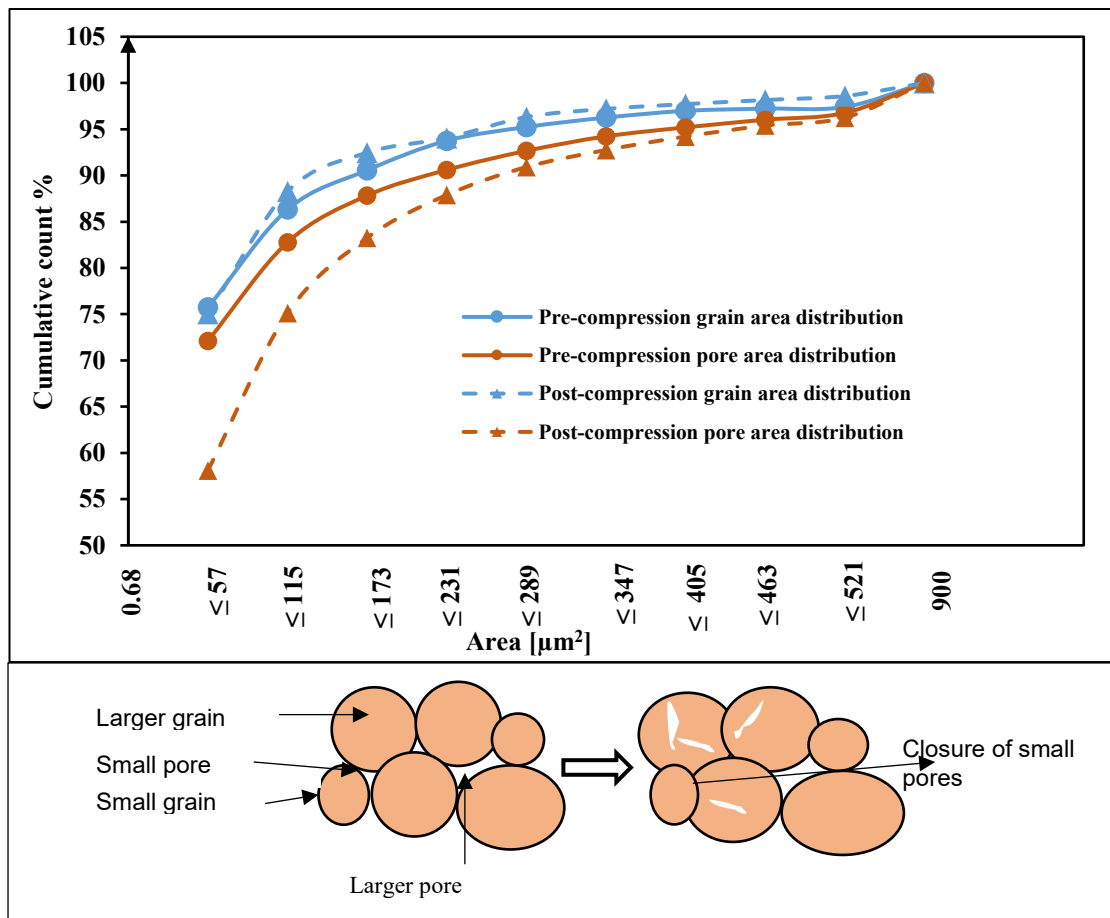 105
100
95
90
85
80
75
70
65
60
55
50
Cumulative count %
Pre-compression grain area distribution
Pre-compression pore area distribution
Post-compression grain area distribution
Post-compression pore area distribution
0.68
≤ 57
≤ 115
≤ 173
≤ 231
≤ 289
≤ 347
≤ 405
≤ 463
≤ 521
900
Area [µm²]
Larger grain
Small pore
Small grain
Larger pore
Closure of small
pores